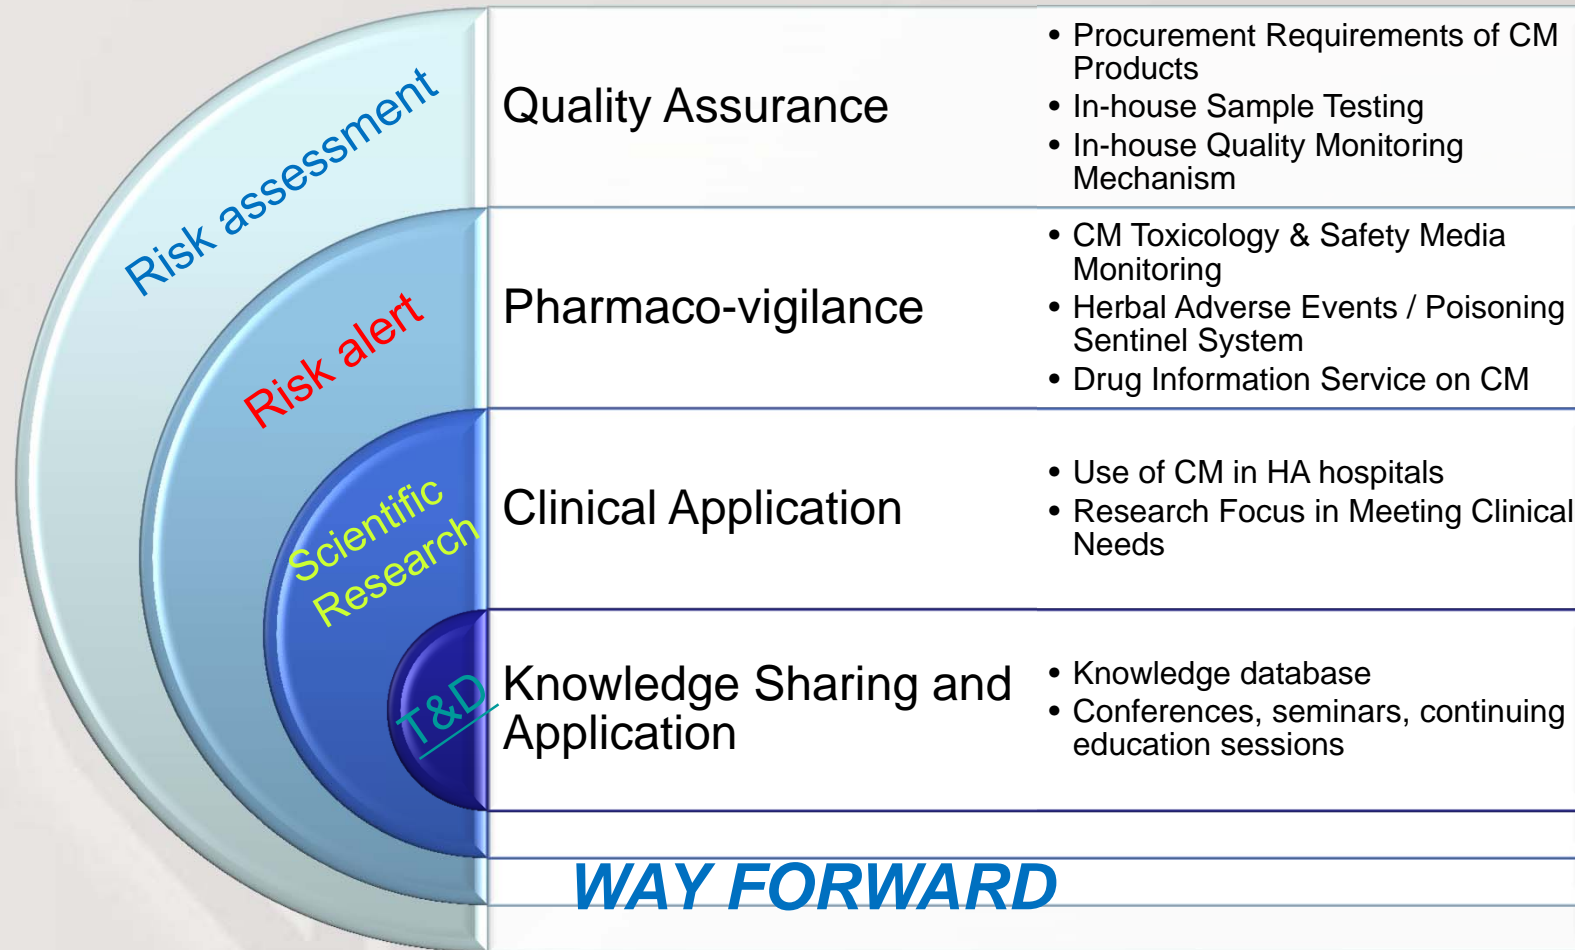 Risk assessment
Quality Assurance
• Procurement Requirements of CM
Products
• In-house Sample Testing
• In-house Quality Monitoring
Mechanism
Risk alert
Pharmaco-vigilance
• CM Toxicology & Safety Media
Monitoring
• Herbal Adverse Events / Poisoning
Sentinel System
• Drug Information Service on CM
Scientific
Research
Clinical Application
• Use of CM in HA hospitals
• Research Focus in Meeting Clinical
Needs
T&D
Knowledge Sharing and
Application
• Knowledge database
• Conferences, seminars, continuing
education sessions
WAY FORWARD